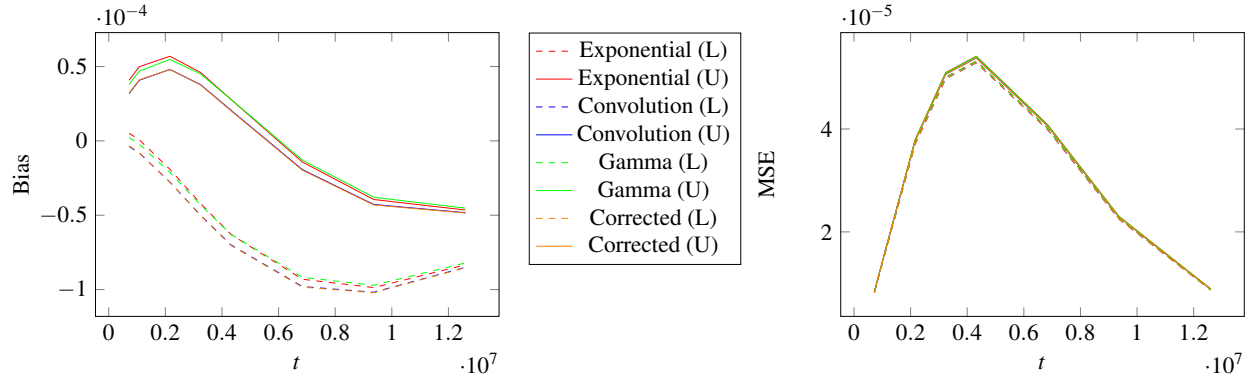 ·10⁻⁴
0.5
0
−0.5
−1
Bias
0 0.2 0.4 0.6 0.8 1 1.2
·10⁷
t
Exponential (L)
Exponential (U)
Convolution (L)
Convolution (U)
Gamma (L)
Gamma (U)
Corrected (L)
Corrected (U)
·10⁻⁵
4
2
MSE
0 0.2 0.4 0.6 0.8 1 1.2
·10⁷
t